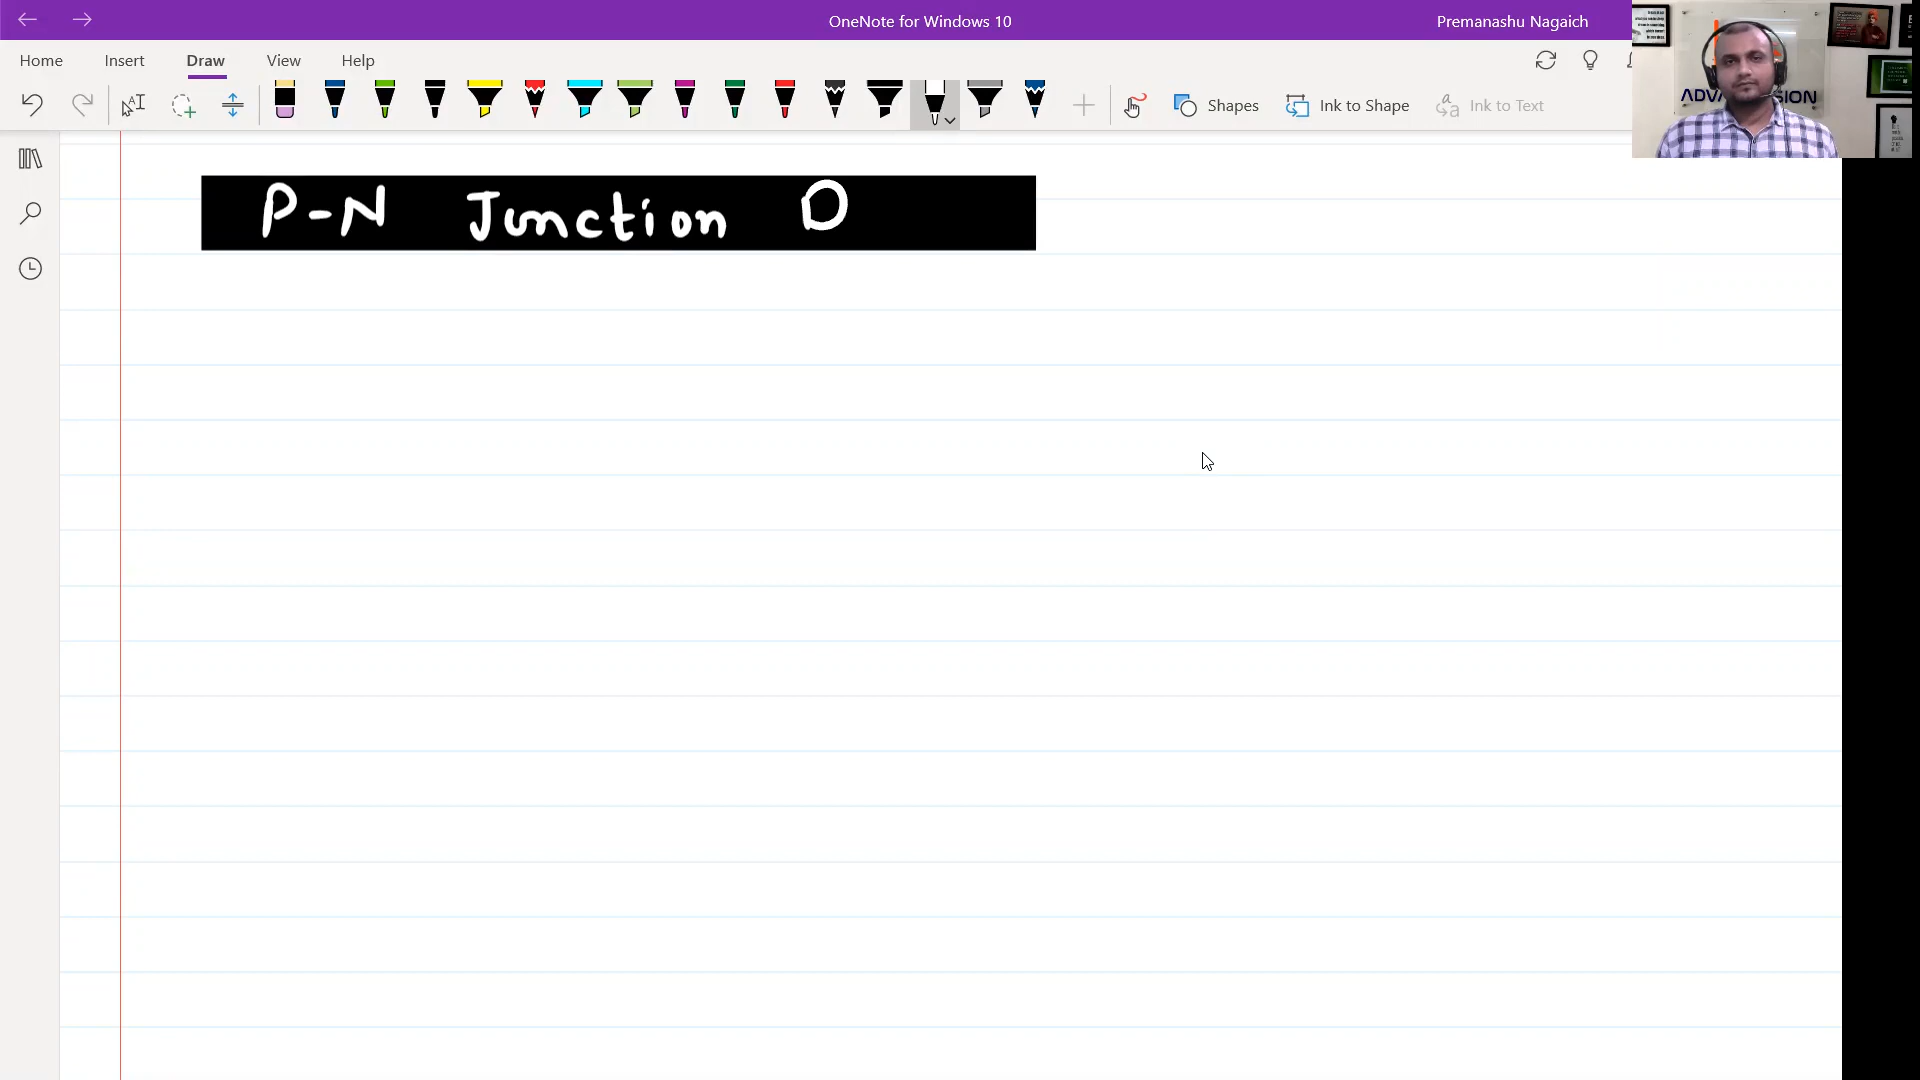 OneNote for Windows 10
Premanashu Nagaich
Home Insert Draw View Help
Shapes Ink to Shape Ink to Text
P-N Junction D